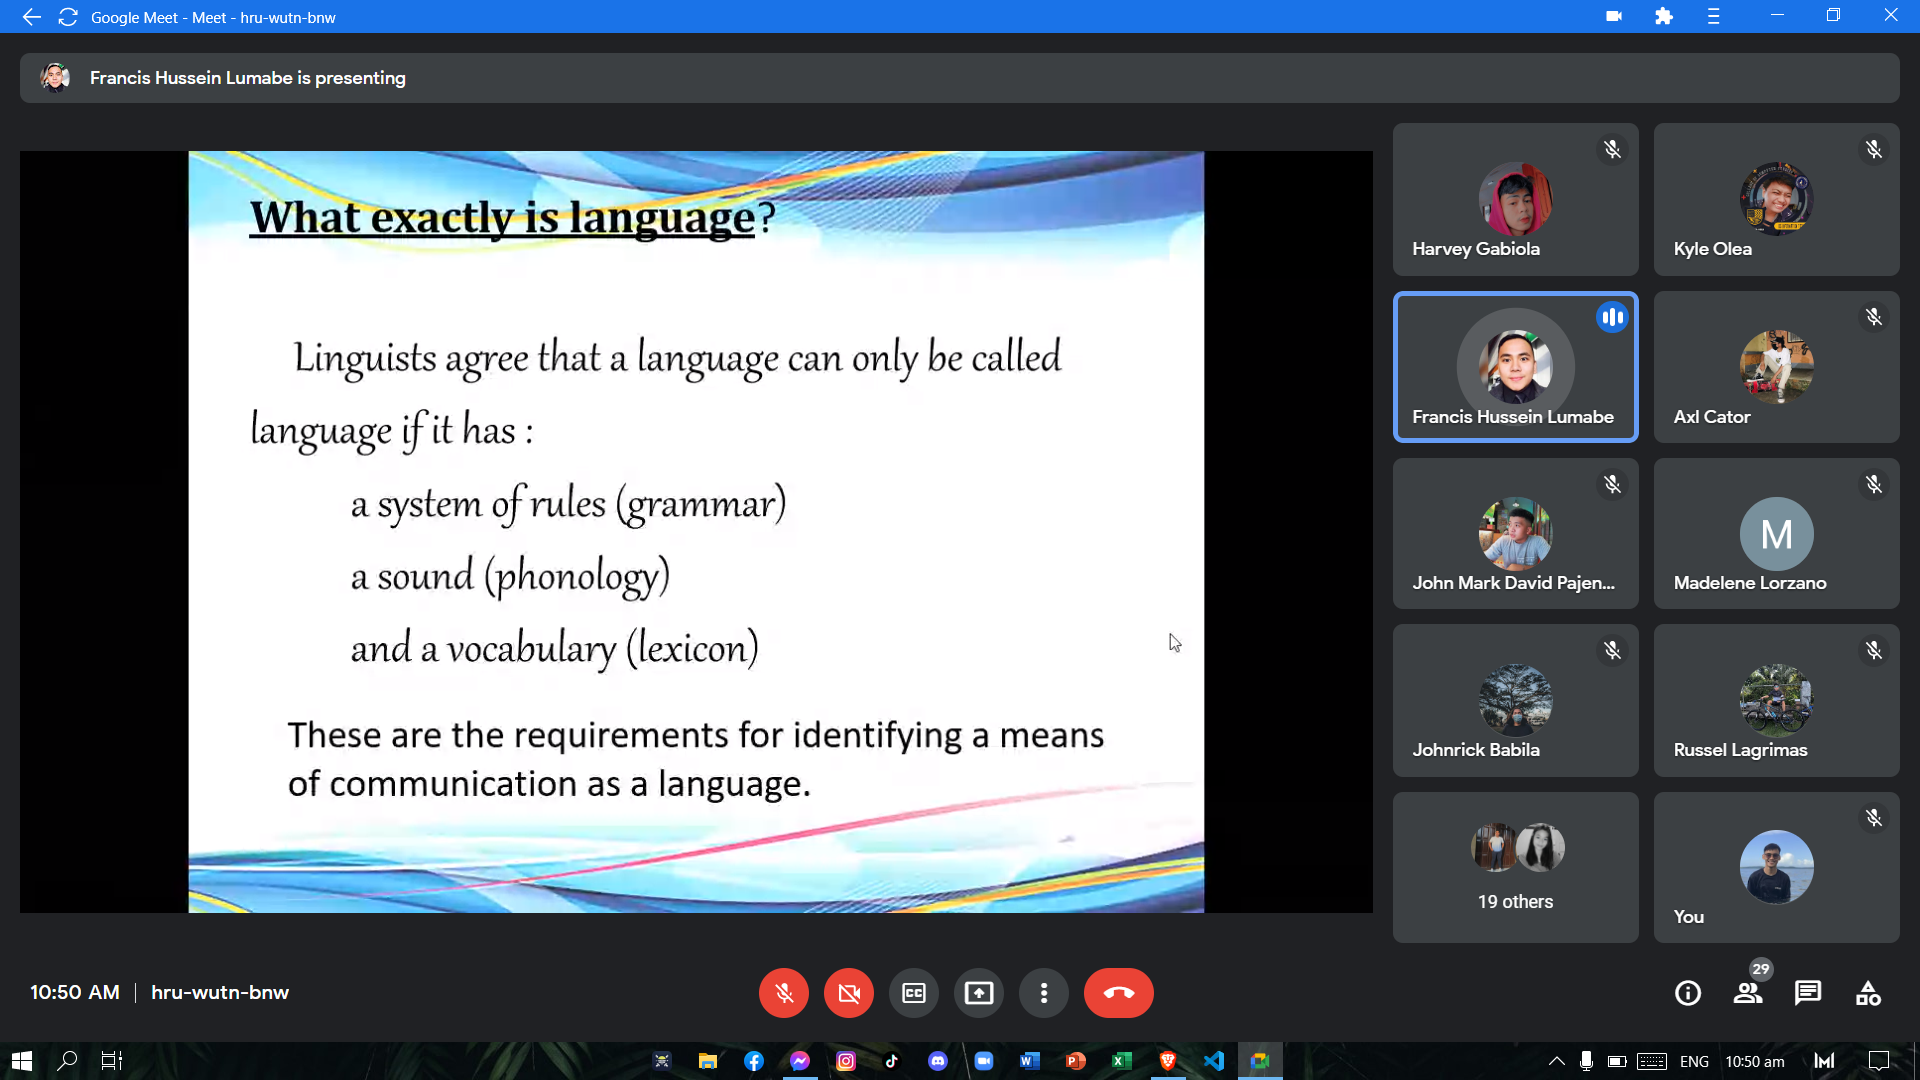 Google Meet - Meet - hru-wutn-bnw
Francis Hussein Lumabe is presenting
What exactly is language?
Linguists agree that a language can only be called
language if it has :
a system of rules (grammar)
a sound (phonology)
and a vocabulary (lexicon)
These are the requirements for identifying a means
of communication as a language.
Harvey Gabiola
Kyle Olea
Francis Hussein Lumabe
Axl Cator
John Mark David Pajen...
M
Madelene Lorzano
Johnrick Babila
Russel Lagrimas
19 others
You
10:50 AM | hru-wutn-bnw
CC
29
ENG
10:50 am